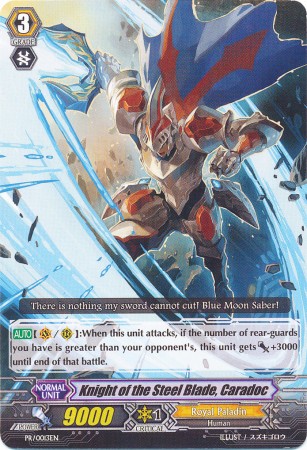 3
GRADE
There is nothing my sword cannot cut! Blue Moon Saber!
AUTO [ / ]:When this unit attacks, if the number of rear-guards
you have is greater than your opponent's, this unit gets +3000
until end of that battle.
NORMAL
UNIT
Knight of the Steel Blade, Caradoc
POWER
9000
1
CRITICAL
Royal Paladin
Human
PR/0013EN
ILLUST / スズキゴロウ